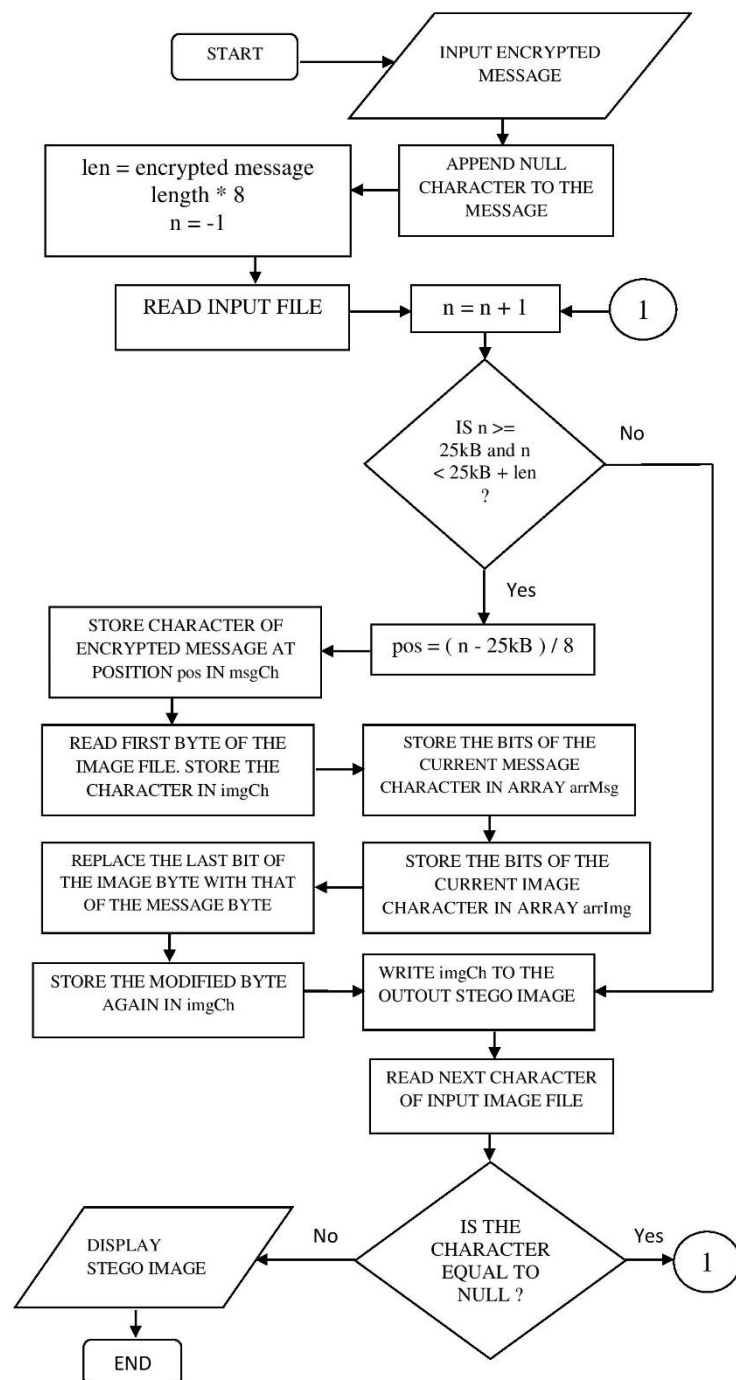 START
INPUT ENCRYPTED
MESSAGE
APPEND NULL
CHARACTER TO THE
MESSAGE
len = encrypted message
length * 8
n = -1
READ INPUT FILE
n = n + 1
1
IS n >=
25kB and n
< 25kB + len
?
No
Yes
pos = ( n - 25kB ) / 8
STORE CHARACTER OF
ENCRYPTED MESSAGE AT
POSITION pos IN msgCh
READ FIRST BYTE OF THE
IMAGE FILE. STORE THE
CHARACTER IN imgCh
STORE THE BITS OF THE
CURRENT MESSAGE
CHARACTER IN ARRAY arrMsg
STORE THE BITS OF THE
CURRENT IMAGE
CHARACTER IN ARRAY arrImg
REPLACE THE LAST BIT OF
THE IMAGE BYTE WITH THAT
OF THE MESSAGE BYTE
STORE THE MODIFIED BYTE
AGAIN IN imgCh
WRITE imgCh TO THE
OUTOUT STEGO IMAGE
READ NEXT CHARACTER
OF INPUT IMAGE FILE
IS THE
CHARACTER
EQUAL TO
NULL ?
No
Yes
1
DISPLAY
STEGO IMAGE
END